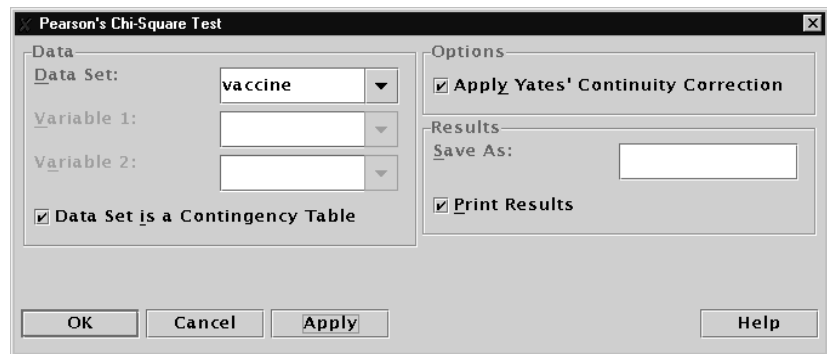 Pearson's Chi-Square Test
Data
Data Set:
vaccine
Variable 1:
Variable 2:
Data Set is a Contingency Table
Options
Apply Yates' Continuity Correction
Results
Save As:
Print Results
OK
Cancel
Apply
Help